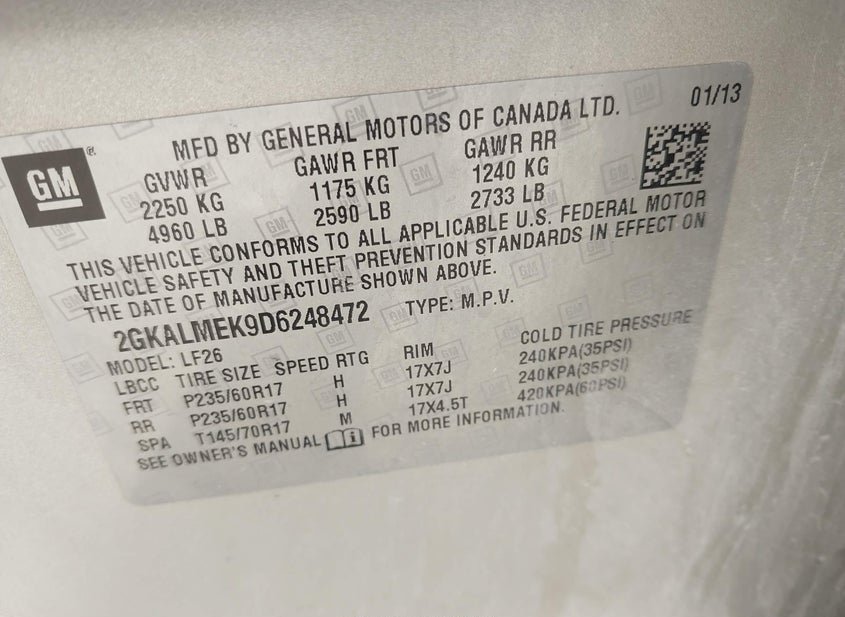 01/13
MFD BY GENERAL MOTORS OF CANADA LTD.
GM ®
GVWR GAWR FRT GAWR RR
2250 KG 1175 KG 1240 KG
4960 LB 2590 LB 2733 LB
THIS VEHICLE CONFORMS TO ALL APPLICABLE U.S. FEDERAL MOTOR
VEHICLE SAFETY AND THEFT PREVENTION STANDARDS IN EFFECT ON
THE DATE OF MANUFACTURE SHOWN ABOVE.
2GKALMEK9D6248472 TYPE: M.P.V.
MODEL: LF26
LBCC TIRE SIZE SPEED RTG RIM COLD TIRE PRESSURE
FRT P235/60R17 H 17X7J 240KPA(35PSI)
RR P235/60R17 H 17X7J 240KPA(35PSI)
SPA T145/70R17 M 17X4.5T 420KPA(60PSI)
SEE OWNER'S MANUAL FOR MORE INFORMATION.